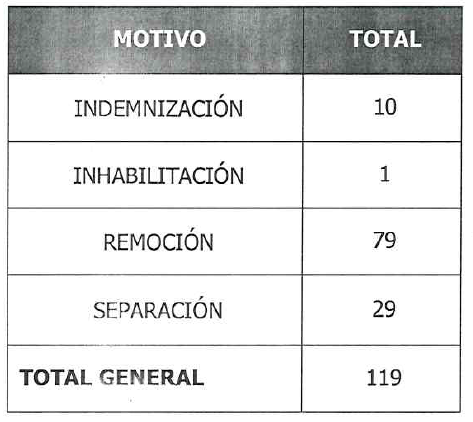 MOTIVO TOTAL
INDEMNIZACIÓN 10
INHABILITACIÓN 1
REMOCIÓN 79
SEPARACIÓN 29
TOTAL GENERAL 119